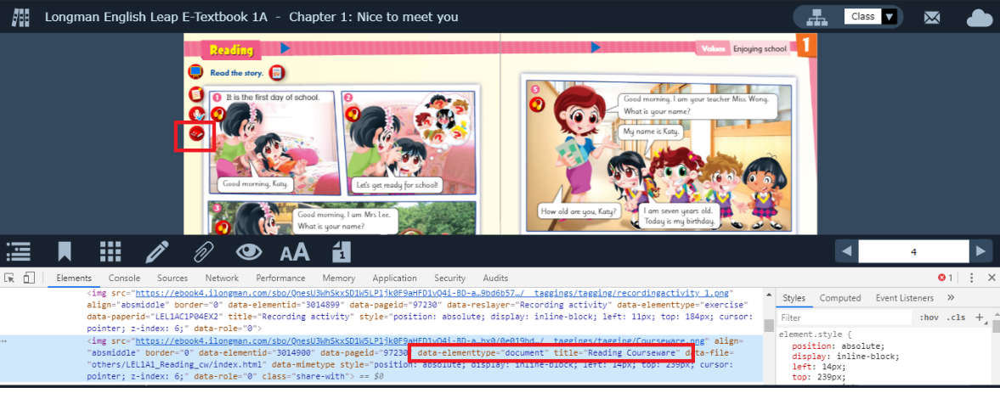 Longman English Leap E-Textbook 1A - Chapter 1: Nice to meet you
Class
Reading
Values Enjoying school 1
Read the story.
1 It is the first day of school.
Good morning, Katy.
2
Let's get ready for school!
3
Good morning. I am Mrs Lee.
What is your name?
5
Good morning. I am your teacher Miss Wong.
What is your name?
My name is Katy.
How old are you, Katy?
I am seven years old.
Today is my birthday.
AA
1
4
Elements Console Sources Network Performance Memory Application Security Audits
1
<img src="https://ebook4.ilongman.com/sbo/QnesU3WhSkxSD1W5LPljk0F9aHFD1vQ4i-BD-a…9bd6b57…/__taggings/tagging/recordingactivity_1.png"
align="absmiddle" border="0" data-elementid="3014899" data-pageid="97230" data-reslayer="Recording activity" data-elementtype="exercise"
data-paperid="LEL1AC1P04EX2" title="Recording activity" style="position: absolute; display: inline-block; left: 11px; top: 184px; cursor:
pointer; z-index: 6;" data-role="0">
<img src="https://ebook4.ilongman.com/sbo/QnesU3WhSkxSD1W5LPljk0F9aHFD1vQ4i-BD-a…hx0/0e019bd…/__taggings/tagging/Courseware.png" align=
"absmiddle" border="0" data-elementid="3014900" data-pageid="97230" data-elementtype="document" title="Reading Courseware" data-file=
"others/LEL1A1_Reading_cw/index.html" data-mimetype style="position: absolute; display: inline-block; left: 14px; top: 239px; cursor:
pointer; z-index: 6;" data-role="0" class="share-with"> == $0
Styles Computed Event Listeners
Filter :hov .cls +
element.style {
position: absolute;
display: inline-block;
left: 14px;
top: 239px;